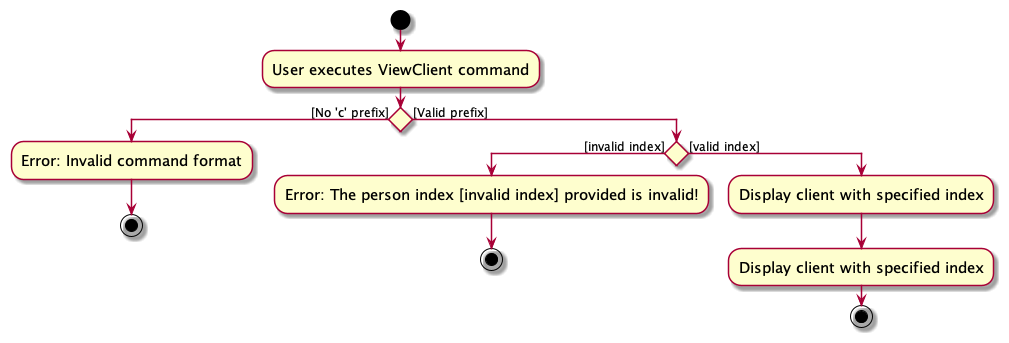 User executes ViewClient command
[No 'c' prefix]
[Valid prefix]
Error: Invalid command format
[invalid index]
[valid index]
Error: The person index [invalid index] provided is invalid!
Display client with specified index
Display client with specified index